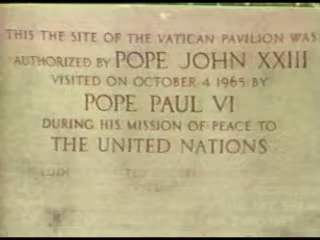 THIS THE SITE OF THE VATICAN PAVILION WAS
AUTHORIZED BY POPE JOHN XXIII
VISITED ON OCTOBER 4 1965 BY
POPE PAUL VI
DURING HIS MISSION OF PEACE TO
THE UNITED NATIONS